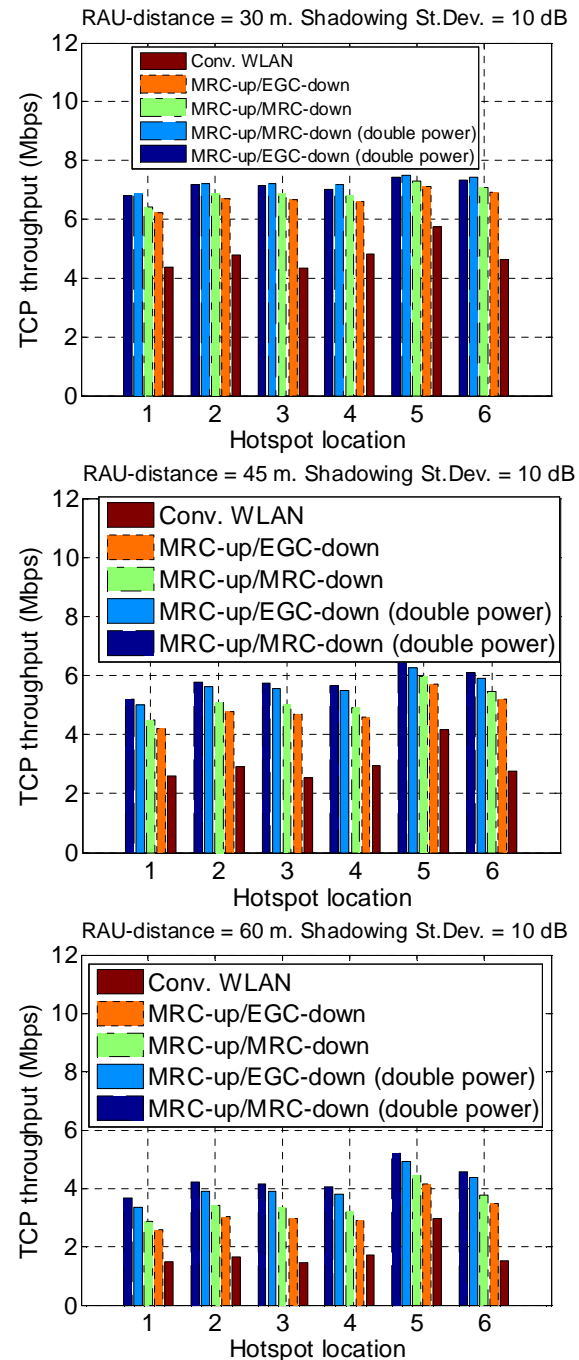 RAU-distance = 30 m. Shadowing St.Dev. = 10 dB
12
10
8
6
4
2
0
TCP throughput (Mbps)
Conv. WLAN
MRC-up/EGC-down
MRC-up/MRC-down
MRC-up/MRC-down (double power)
MRC-up/EGC-down (double power)
1 2 3 4 5 6
Hotspot location
RAU-distance = 45 m. Shadowing St.Dev. = 10 dB
12
10
8
6
4
2
0
TCP throughput (Mbps)
Conv. WLAN
MRC-up/EGC-down
MRC-up/MRC-down
MRC-up/EGC-down (double power)
MRC-up/MRC-down (double power)
1 2 3 4 5 6
Hotspot location
RAU-distance = 60 m. Shadowing St.Dev. = 10 dB
12
10
8
6
4
2
0
TCP throughput (Mbps)
Conv. WLAN
MRC-up/EGC-down
MRC-up/MRC-down
MRC-up/EGC-down (double power)
MRC-up/MRC-down (double power)
1 2 3 4 5 6
Hotspot location